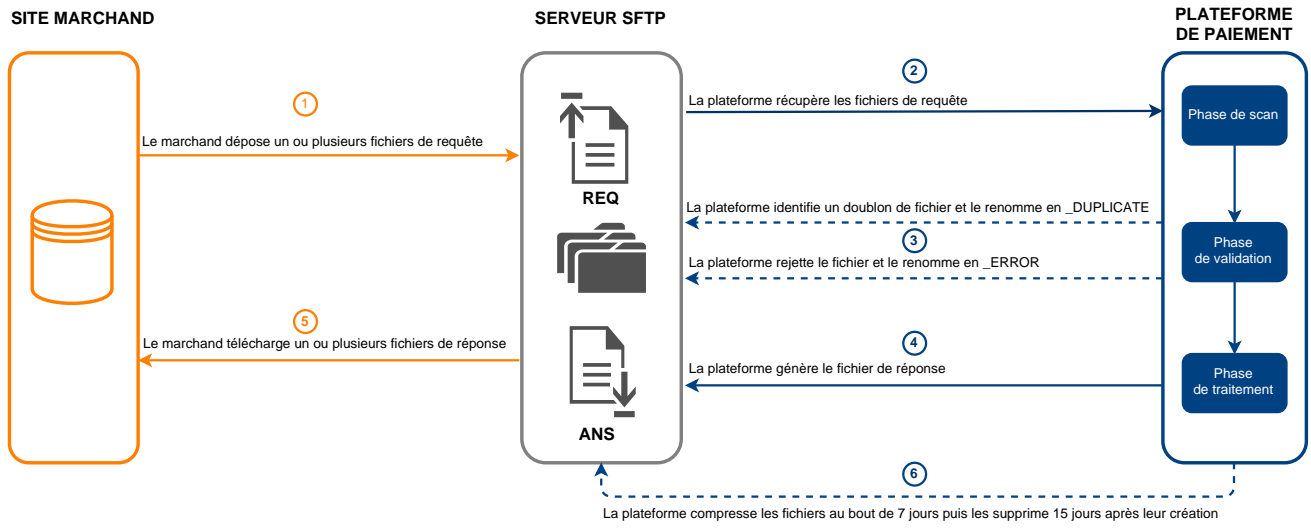 SITE MARCHAND
SERVEUR SFTP
PLATEFORME
DE PAIEMENT
1
Le marchand dépose un ou plusieurs fichiers de requête
2
La plateforme récupère les fichiers de requête
Phase de scan
REQ
La plateforme identifie un doublon de fichier et le renomme en _DUPLICATE
3
La plateforme rejette le fichier et le renomme en _ERROR
Phase
de validation
5
Le marchand télécharge un ou plusieurs fichiers de réponse
4
La plateforme génère le fichier de réponse
Phase
de traitement
ANS
6
La plateforme compresse les fichiers au bout de 7 jours puis les supprime 15 jours après leur création